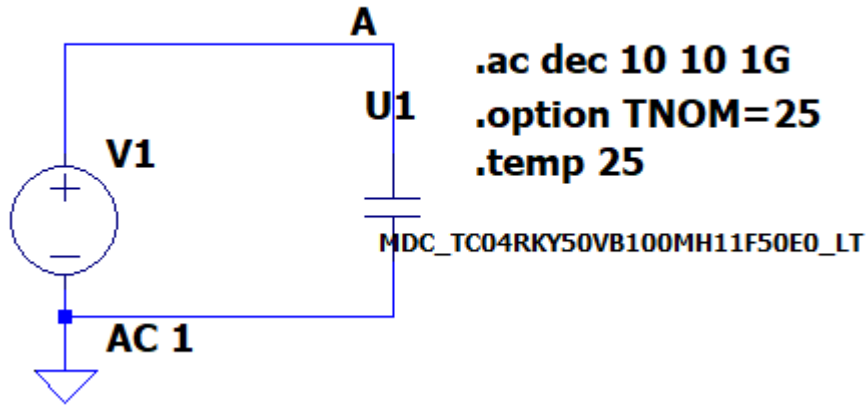 A
.ac dec 10 10 1G
U1
.option TNOM=25
V1
.temp 25
MDC_TC04RKY50VB100MH11F50E0_LT
AC 1